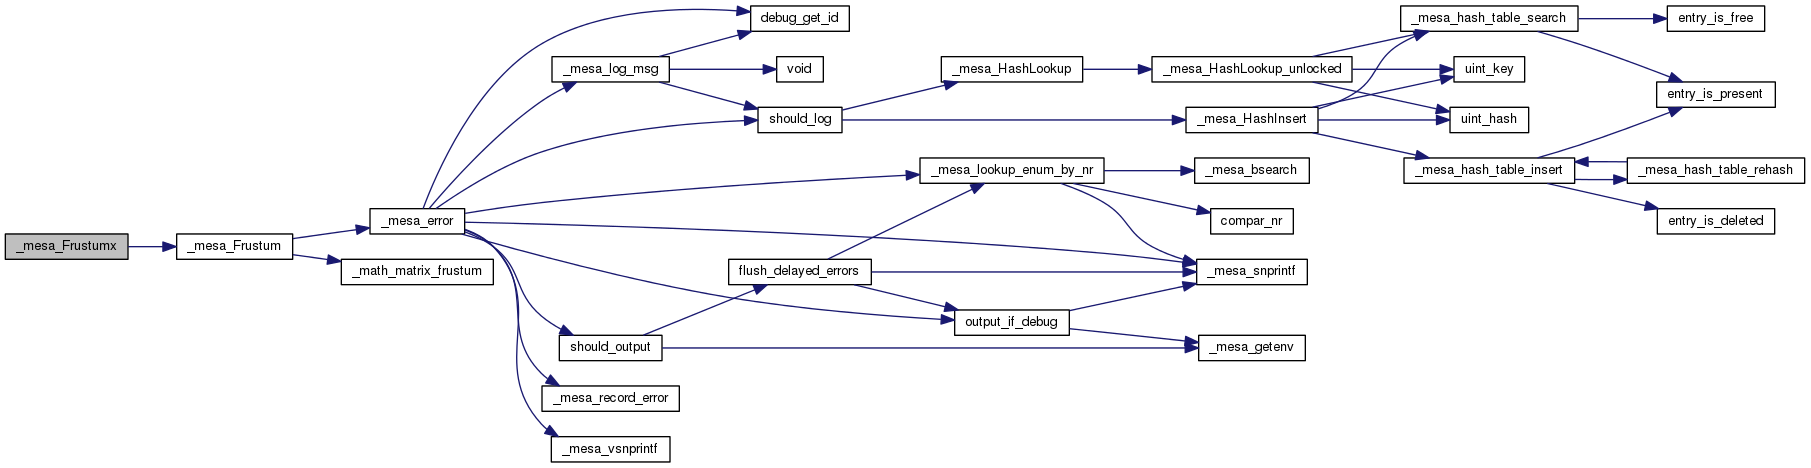 _mesa_Frustumx
_mesa_Frustum
_mesa_error
_math_matrix_frustum
debug_get_id
_mesa_log_msg
void
should_log
_mesa_HashLookup
_mesa_HashLookup_unlocked
_mesa_HashInsert
_mesa_hash_table_search
entry_is_free
uint_key
entry_is_present
uint_hash
_mesa_hash_table_insert
_mesa_hash_table_rehash
entry_is_deleted
_mesa_lookup_enum_by_nr
_mesa_bsearch
compar_nr
flush_delayed_errors
_mesa_snprintf
output_if_debug
should_output
_mesa_getenv
_mesa_record_error
_mesa_vsnprintf